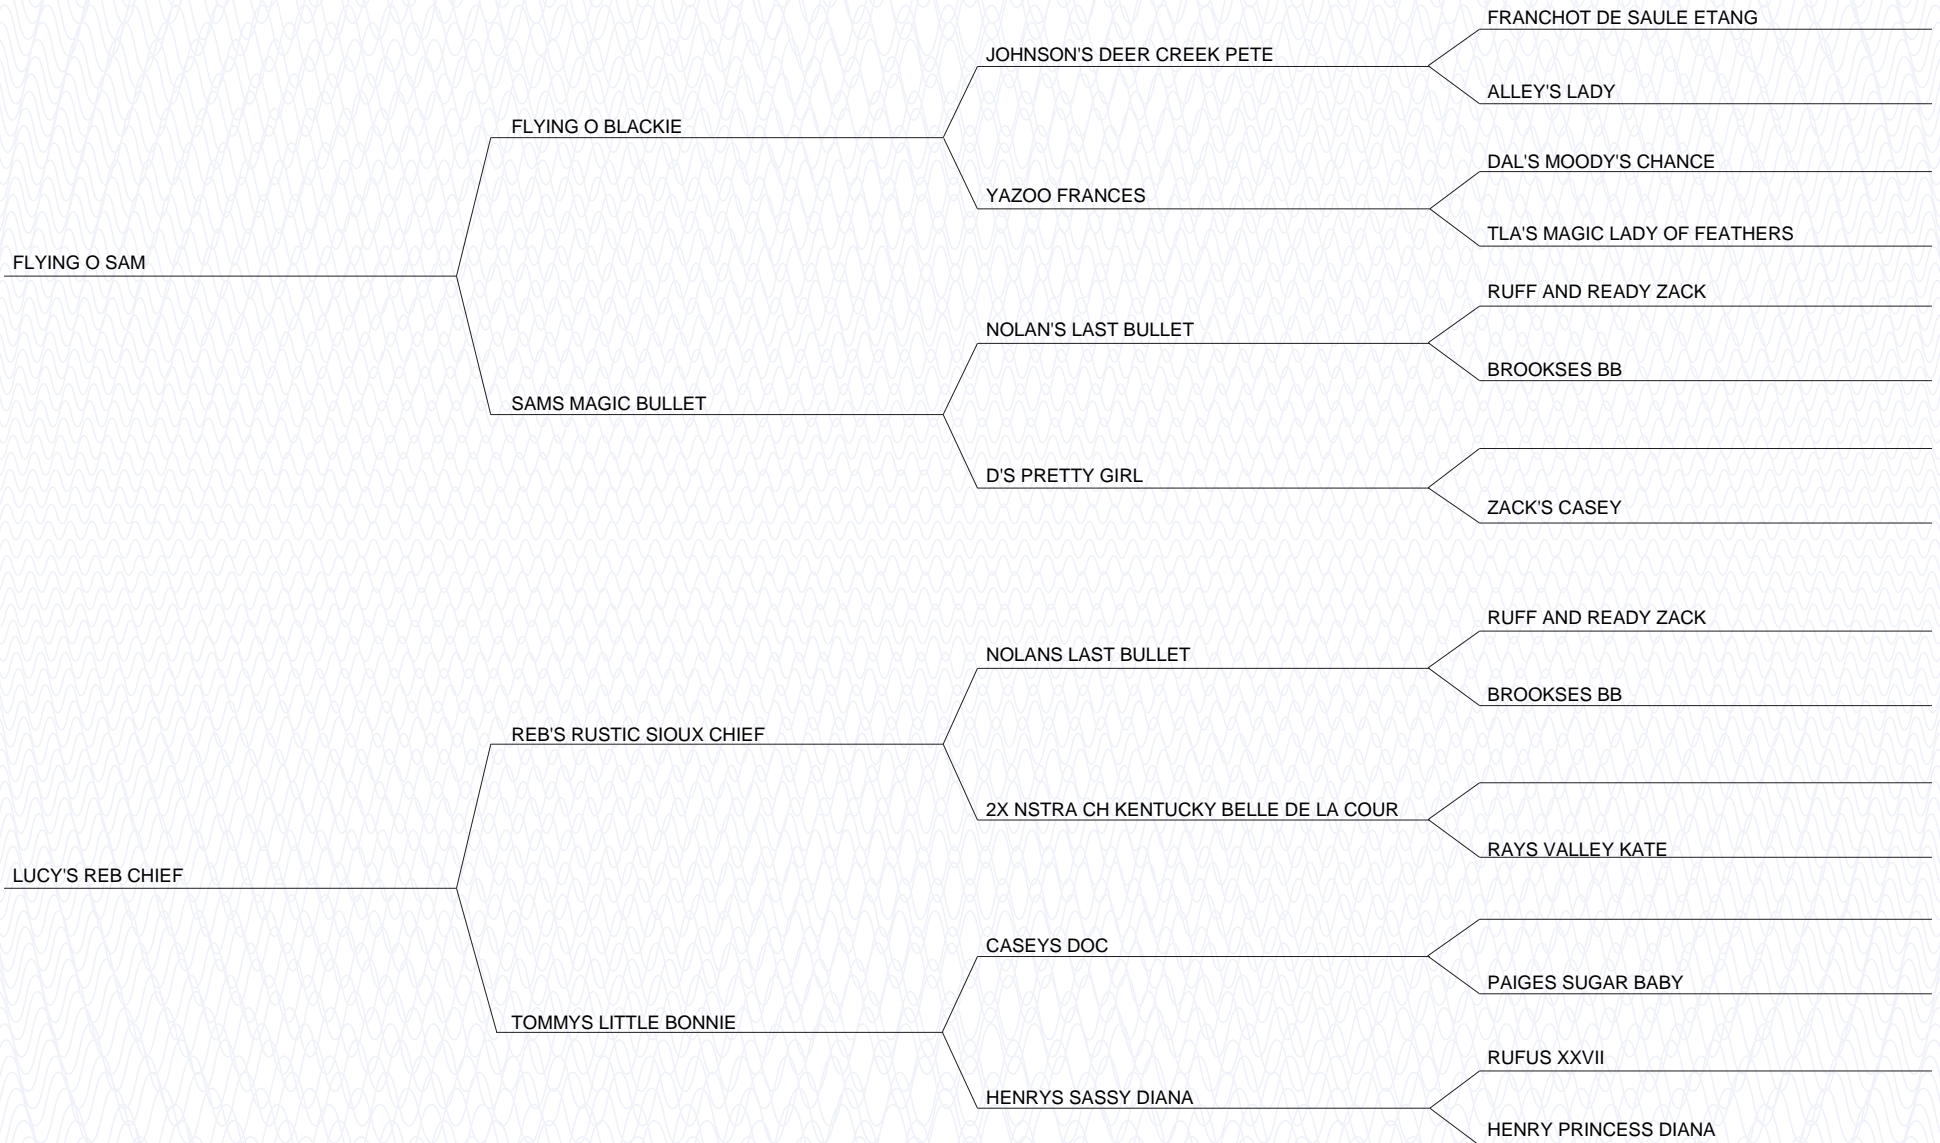 FRANCHOT DE SAULE ETANG
JOHNSON'S DEER CREEK PETE
ALLEY'S LADY
FLYING O BLACKIE
DAL'S MOODY'S CHANCE
YAZOO FRANCES
TLA'S MAGIC LADY OF FEATHERS
FLYING O SAM
RUFF AND READY ZACK
NOLAN'S LAST BULLET
BROOKSES BB
SAMS MAGIC BULLET
D'S PRETTY GIRL
ZACK'S CASEY
RUFF AND READY ZACK
NOLANS LAST BULLET
BROOKSES BB
REB'S RUSTIC SIOUX CHIEF
2X NSTRA CH KENTUCKY BELLE DE LA COUR
RAYS VALLEY KATE
LUCY'S REB CHIEF
CASEYS DOC
PAIGES SUGAR BABY
TOMMYS LITTLE BONNIE
RUFUS XXVII
HENRYS SASSY DIANA
HENRY PRINCESS DIANA